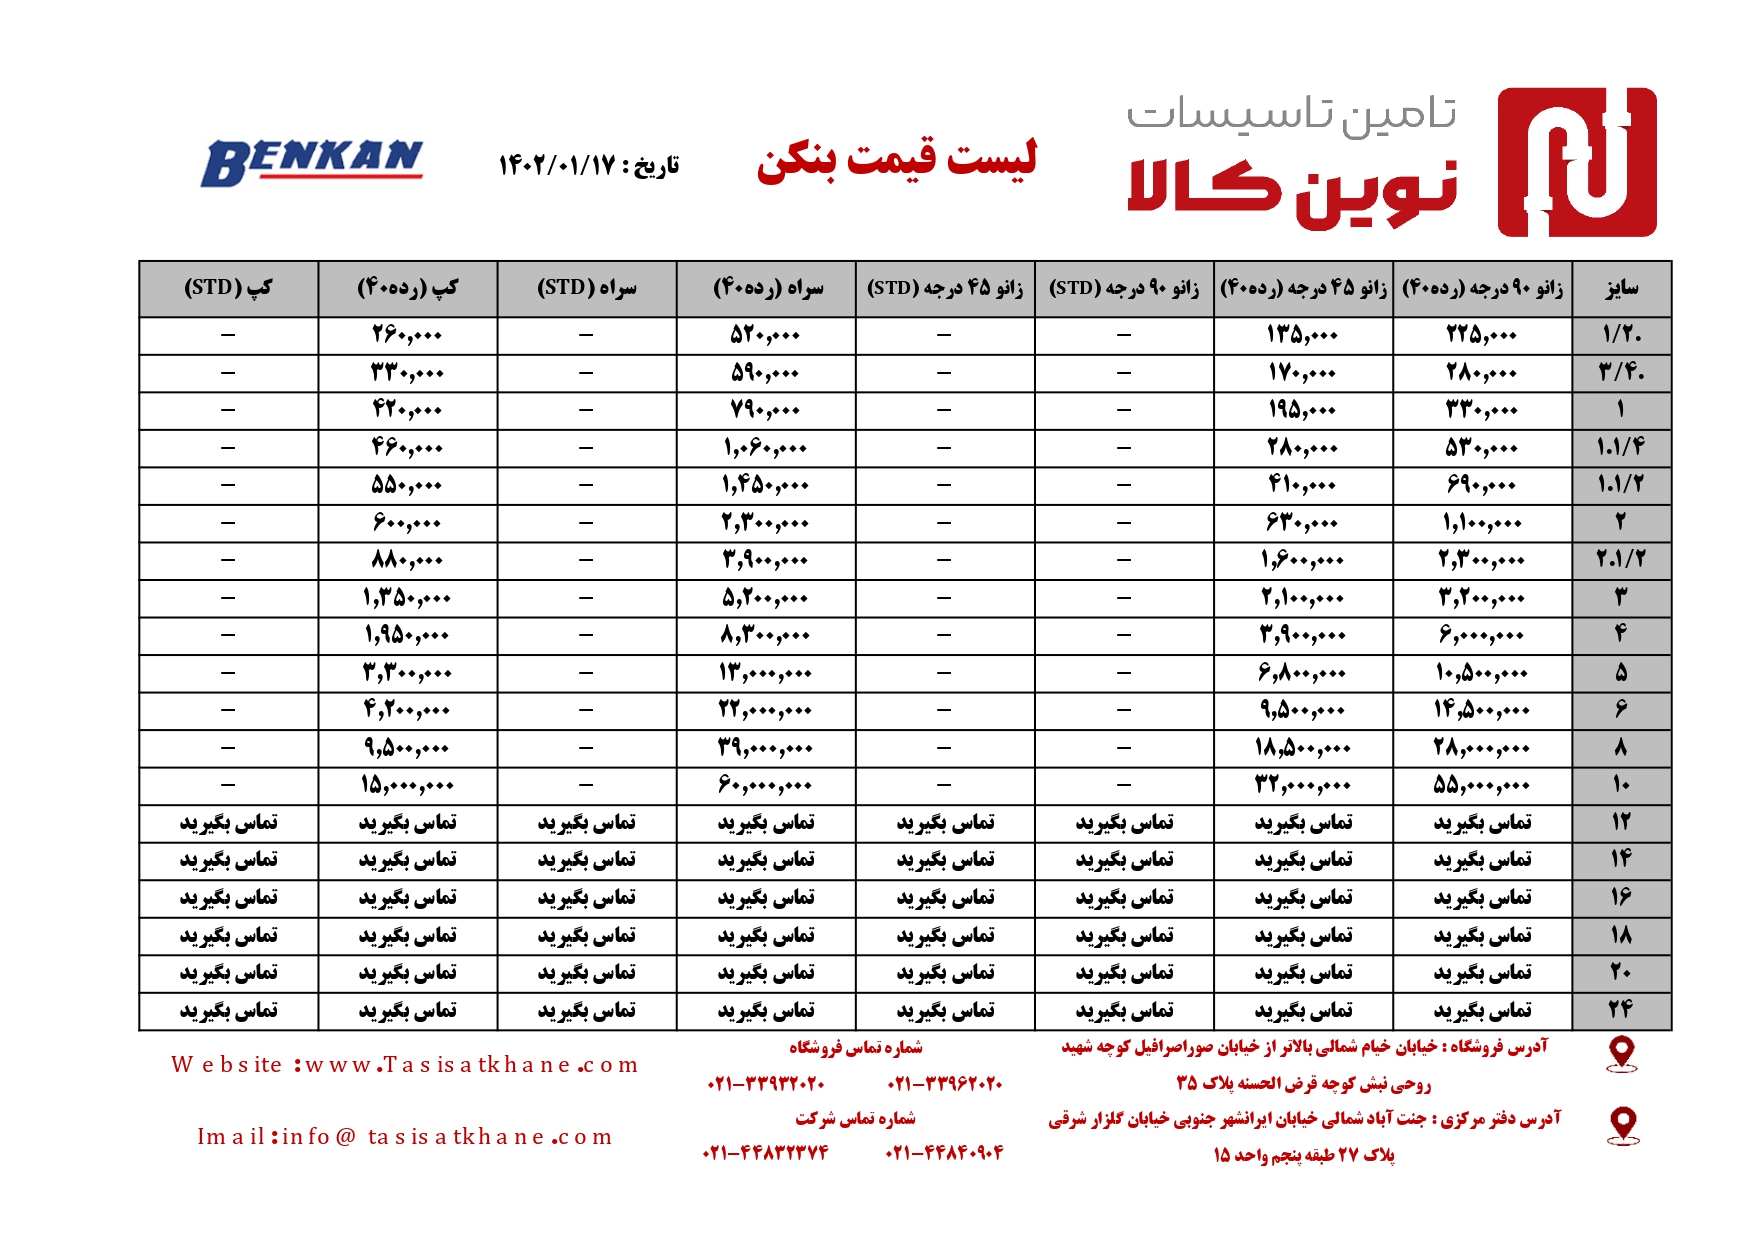 تامین تاسیسات
نوین کالا
لیست قیمت بنکن
تاریخ : ۱۴۰۲/۰۱/۱۷
BENKAN
سایز | زانو ۹۰ درجه (رده۴۰) | زانو ۴۵ درجه (رده۴۰) | زانو ۹۰ درجه (STD) | زانو ۴۵ درجه (STD) | سراه (رده۴۰) | سراه (STD) | کپ (رده۴۰) | کپ (STD)
۱/۲. | ۲۲۵,۰۰۰ | ۱۳۵,۰۰۰ | – | – | ۵۲۰,۰۰۰ | – | ۲۶۰,۰۰۰ | –
۳/۴. | ۲۸۰,۰۰۰ | ۱۷۰,۰۰۰ | – | – | ۵۹۰,۰۰۰ | – | ۳۳۰,۰۰۰ | –
۱ | ۳۳۰,۰۰۰ | ۱۹۵,۰۰۰ | – | – | ۷۹۰,۰۰۰ | – | ۴۲۰,۰۰۰ | –
۱.۱/۴ | ۵۳۰,۰۰۰ | ۲۸۰,۰۰۰ | – | – | ۱,۰۶۰,۰۰۰ | – | ۴۶۰,۰۰۰ | –
۱.۱/۲ | ۶۹۰,۰۰۰ | ۴۱۰,۰۰۰ | – | – | ۱,۴۵۰,۰۰۰ | – | ۵۵۰,۰۰۰ | –
۲ | ۱,۱۰۰,۰۰۰ | ۶۳۰,۰۰۰ | – | – | ۲,۳۰۰,۰۰۰ | – | ۶۰۰,۰۰۰ | –
۲.۱/۲ | ۲,۳۰۰,۰۰۰ | ۱,۶۰۰,۰۰۰ | – | – | ۳,۹۰۰,۰۰۰ | – | ۸۸۰,۰۰۰ | –
۳ | ۳,۲۰۰,۰۰۰ | ۲,۱۰۰,۰۰۰ | – | – | ۵,۲۰۰,۰۰۰ | – | ۱,۳۵۰,۰۰۰ | –
۴ | ۶,۰۰۰,۰۰۰ | ۳,۹۰۰,۰۰۰ | – | – | ۸,۳۰۰,۰۰۰ | – | ۱,۹۵۰,۰۰۰ | –
۵ | ۱۰,۵۰۰,۰۰۰ | ۶,۸۰۰,۰۰۰ | – | – | ۱۳,۰۰۰,۰۰۰ | – | ۳,۳۰۰,۰۰۰ | –
۶ | ۱۴,۵۰۰,۰۰۰ | ۹,۵۰۰,۰۰۰ | – | – | ۲۲,۰۰۰,۰۰۰ | – | ۴,۲۰۰,۰۰۰ | –
۸ | ۲۸,۰۰۰,۰۰۰ | ۱۸,۵۰۰,۰۰۰ | – | – | ۳۹,۰۰۰,۰۰۰ | – | ۹,۵۰۰,۰۰۰ | –
۱۰ | ۵۵,۰۰۰,۰۰۰ | ۳۲,۰۰۰,۰۰۰ | – | – | ۶۰,۰۰۰,۰۰۰ | – | ۱۵,۰۰۰,۰۰۰ | –
۱۲ | تماس بگیرید | تماس بگیرید | تماس بگیرید | تماس بگیرید | تماس بگیرید | تماس بگیرید | تماس بگیرید | تماس بگیرید
۱۴ | تماس بگیرید | تماس بگیرید | تماس بگیرید | تماس بگیرید | تماس بگیرید | تماس بگیرید | تماس بگیرید | تماس بگیرید
۱۶ | تماس بگیرید | تماس بگیرید | تماس بگیرید | تماس بگیرید | تماس بگیرید | تماس بگیرید | تماس بگیرید | تماس بگیرید
۱۸ | تماس بگیرید | تماس بگیرید | تماس بگیرید | تماس بگیرید | تماس بگیرید | تماس بگیرید | تماس بگیرید | تماس بگیرید
۲۰ | تماس بگیرید | تماس بگیرید | تماس بگیرید | تماس بگیرید | تماس بگیرید | تماس بگیرید | تماس بگیرید | تماس بگیرید
۲۴ | تماس بگیرید | تماس بگیرید | تماس بگیرید | تماس بگیرید | تماس بگیرید | تماس بگیرید | تماس بگیرید | تماس بگیرید
آدرس فروشگاه : خیابان خیام شمالی بالاتر از خیابان صوراصرافیل کوچه شهید
روحی نبش کوچه قرض الحسنه پلاک ۳۵
آدرس دفتر مرکزی : جنت آباد شمالی خیابان ایرانشهر جنوبی خیابان گلزار شرقی
پلاک ۲۷ طبقه پنجم واحد ۱۵
شماره تماس فروشگاه
۰۲۱-۳۳۹۶۲۰۲۰ ۰۲۱-۳۳۹۳۲۰۲۰
شماره تماس شرکت
۰۲۱-۴۴۸۴۰۹۰۴ ۰۲۱-۴۴۸۳۲۳۷۴
Website :www.Tasisatkhane.com
Imail:info@ tasisatkhane.com